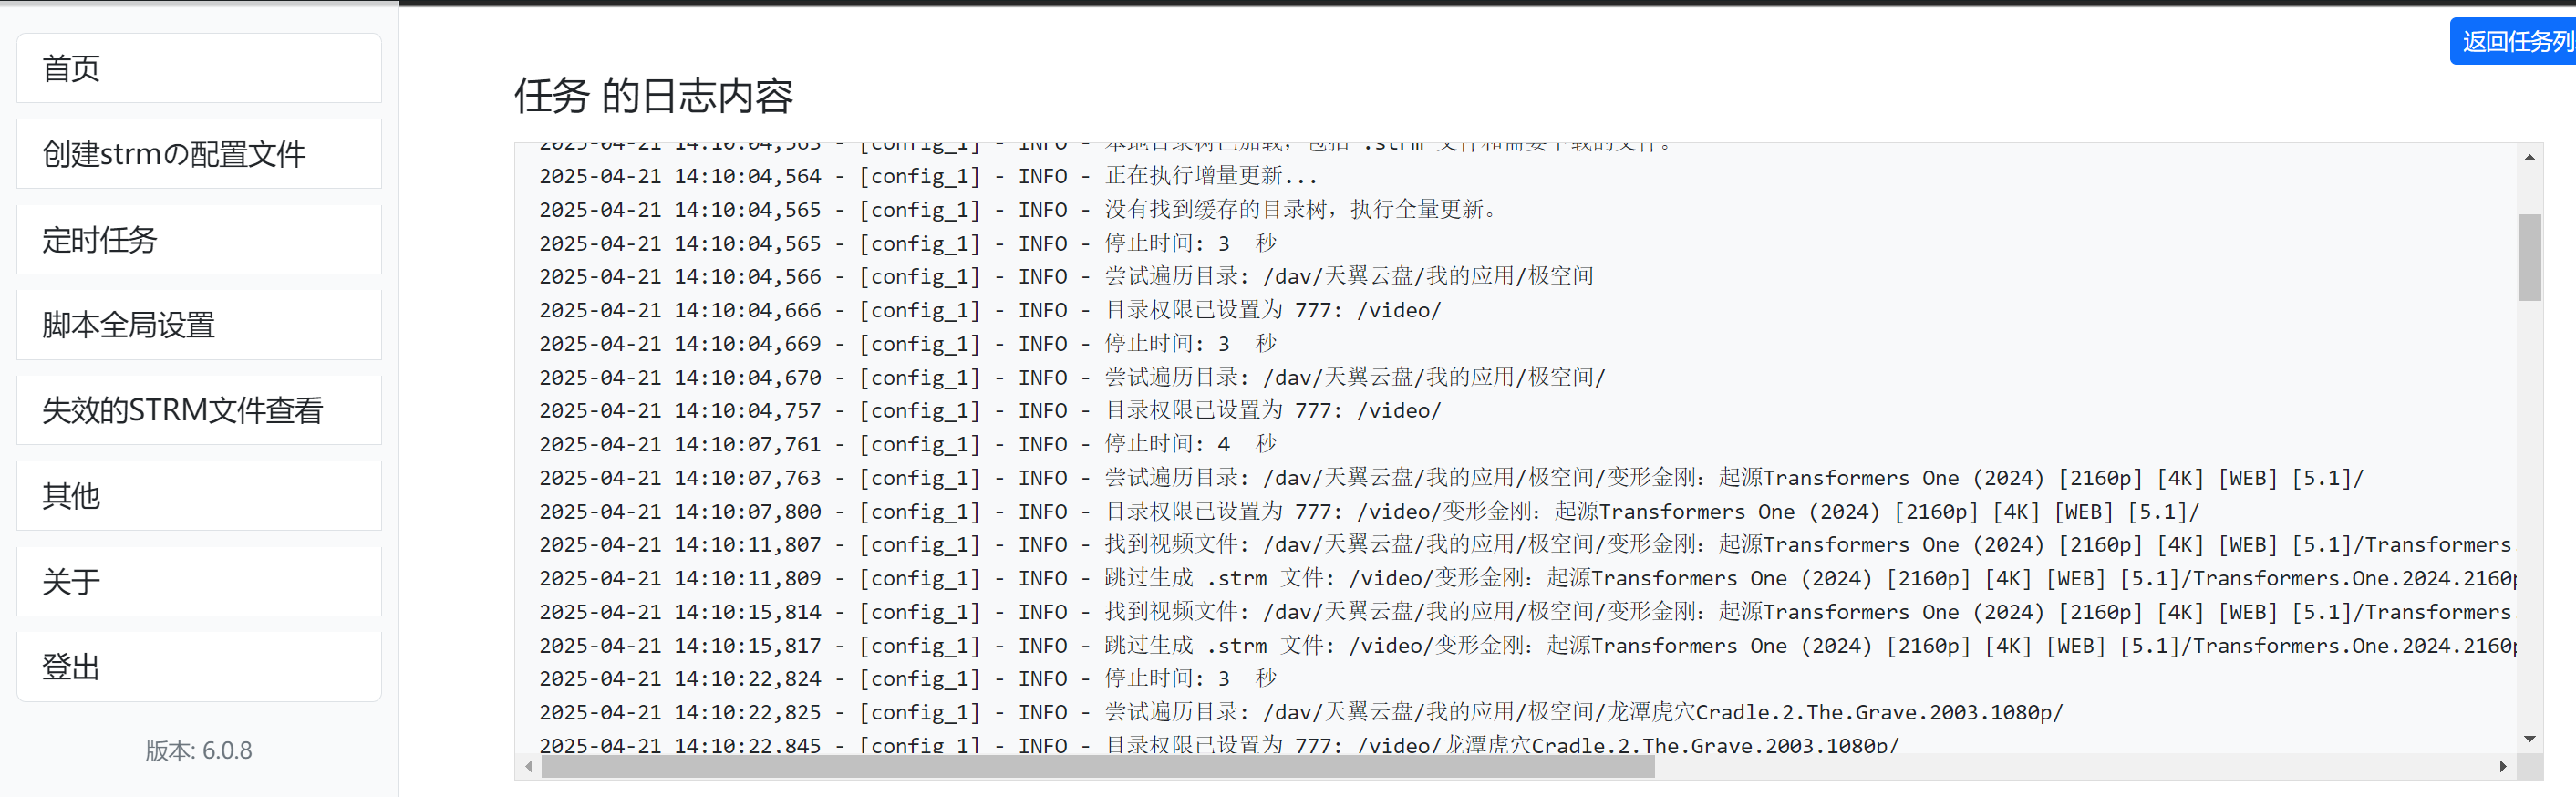 返回任务列
首页
创建strmの配置文件
定时任务
脚本全局设置
失效的STRM文件查看
其他
关于
登出
版本: 6.0.8
任务 的日志内容
2025-04-21 14:10:04,563 - [config_1] - INFO - 本地目录树已加载，包括 .strm 文件和需要下载的文件。
2025-04-21 14:10:04,564 - [config_1] - INFO - 正在执行增量更新...
2025-04-21 14:10:04,565 - [config_1] - INFO - 没有找到缓存的目录树，执行全量更新。
2025-04-21 14:10:04,565 - [config_1] - INFO - 停止时间: 3  秒
2025-04-21 14:10:04,566 - [config_1] - INFO - 尝试遍历目录: /dav/天翼云盘/我的应用/极空间
2025-04-21 14:10:04,666 - [config_1] - INFO - 目录权限已设置为 777: /video/
2025-04-21 14:10:04,669 - [config_1] - INFO - 停止时间: 3  秒
2025-04-21 14:10:04,670 - [config_1] - INFO - 尝试遍历目录: /dav/天翼云盘/我的应用/极空间/
2025-04-21 14:10:04,757 - [config_1] - INFO - 目录权限已设置为 777: /video/
2025-04-21 14:10:07,761 - [config_1] - INFO - 停止时间: 4  秒
2025-04-21 14:10:07,763 - [config_1] - INFO - 尝试遍历目录: /dav/天翼云盘/我的应用/极空间/变形金刚：起源Transformers One (2024) [2160p] [4K] [WEB] [5.1]/
2025-04-21 14:10:07,800 - [config_1] - INFO - 目录权限已设置为 777: /video/变形金刚：起源Transformers One (2024) [2160p] [4K] [WEB] [5.1]/
2025-04-21 14:10:11,807 - [config_1] - INFO - 找到视频文件: /dav/天翼云盘/我的应用/极空间/变形金刚：起源Transformers One (2024) [2160p] [4K] [WEB] [5.1]/Transformers.
2025-04-21 14:10:11,809 - [config_1] - INFO - 跳过生成 .strm 文件: /video/变形金刚：起源Transformers One (2024) [2160p] [4K] [WEB] [5.1]/Transformers.One.2024.2160p
2025-04-21 14:10:15,814 - [config_1] - INFO - 找到视频文件: /dav/天翼云盘/我的应用/极空间/变形金刚：起源Transformers One (2024) [2160p] [4K] [WEB] [5.1]/Transformers
2025-04-21 14:10:15,817 - [config_1] - INFO - 跳过生成 .strm 文件: /video/变形金刚：起源Transformers One (2024) [2160p] [4K] [WEB] [5.1]/Transformers.One.2024.2160p
2025-04-21 14:10:22,824 - [config_1] - INFO - 停止时间: 3  秒
2025-04-21 14:10:22,825 - [config_1] - INFO - 尝试遍历目录: /dav/天翼云盘/我的应用/极空间/龙潭虎穴Cradle.2.The.Grave.2003.1080p/
2025-04-21 14:10:22,845 - [config_1] - INFO - 目录权限已设置为 777: /video/龙潭虎穴Cradle.2.The.Grave.2003.1080p/